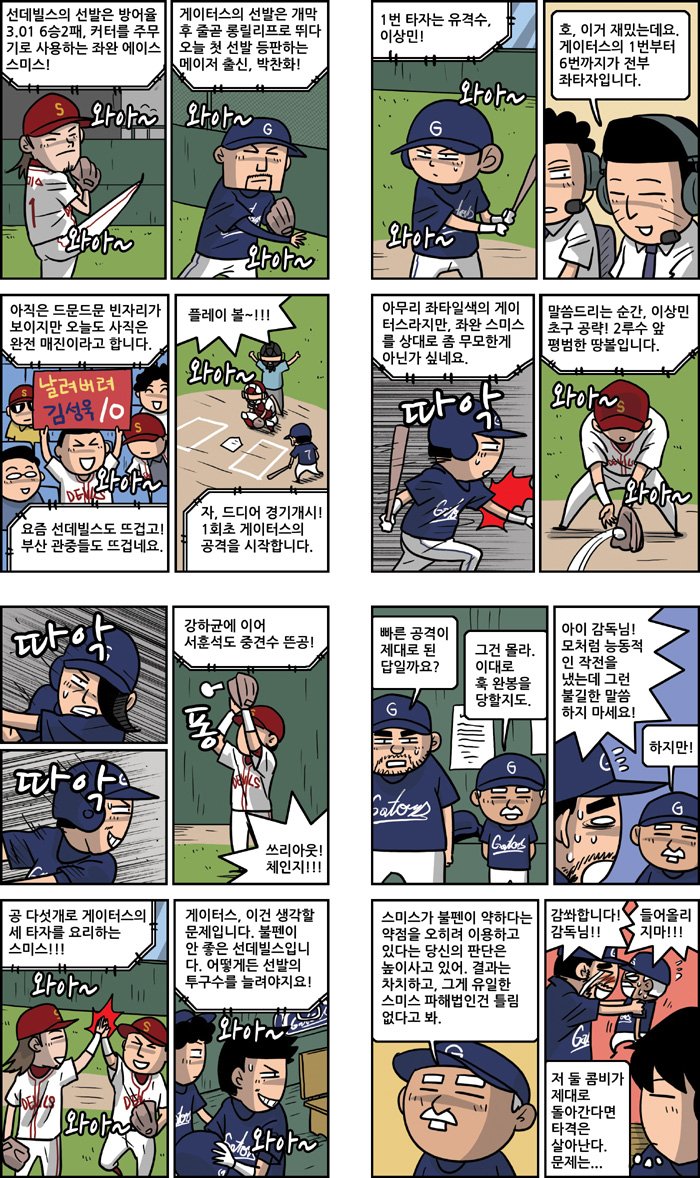 선데빌스의 선발은 방어율
3.01 6승2패, 커터를 주무
기로 사용하는 좌완 에이스
스미스!
와아~
S
미스
1
와아~
게이터스의 선발은 개막
후 줄곧 롱릴리프로 뛰다
오늘 첫 선발 등판하는
메이저 출신, 박찬화!
와아~
G
와아~
아직은 드문드문 빈자리가
보이지만 오늘도 사직은
완전 매진이라고 합니다.
날려버려
김성욱/10
S
DEVILS
와아~
요즘 선데빌스도 뜨겁고!
부산 관중들도 뜨겁네요.
플레이 볼~!!!
와아~
7
자, 드디어 경기개시!
1회초 게이터스의
공격을 시작합니다.
1번 타자는 유격수,
이상민!
와아~
G
Gators
와아~
호, 이거 재밌는데요.
게이터스의 1번부터
6번까지가 전부
좌타자입니다.
아무리 좌타일색의 게이
터스라지만, 좌완 스미스
를 상대로 좀 무모한게
아닌가 싶네요.
따악
말씀드리는 순간, 이상민
초구 공략! 2루수 앞
평범한 땅볼입니다.
와아~
S
와아~
따악
따악
강하균에 이어
서훈석도 중견수 뜬공!
퐁
DEVILS
쓰리아웃!
체인지!!!
공 다섯개로 게이터스의
세 타자를 요리하는
스미스!!!
와아~
S
S
DEVILS
DEVILS
와아~
게이터스, 이건 생각할
문제입니다. 불펜이
안 좋은 선데빌스입니
다. 어떻게든 선발의
투구수를 늘려야지요!
와아~
Gators
와아~
빠른 공격이
제대로 된
답일까요?
그건 몰라.
이대로
훅 완봉을
당할지도.
G
G
Gators
Gators
아이 감독님!
모처럼 능동적
인 작전을
냈는데 그런
불길한 말씀
하지 마세요!
하지만!
G
스미스가 불펜이 약하다는
약점을 오히려 이용하고
있다는 당신의 판단은
높이사고 있어. 결과는
차치하고, 그게 유일한
스미스 파해법인건 틀림
없다고 봐.
감쏴합니다!
감독님!!
들어올리
지마!!!
저 둘 콤비가
제대로
돌아간다면
타격은
살아난다.
문제는...